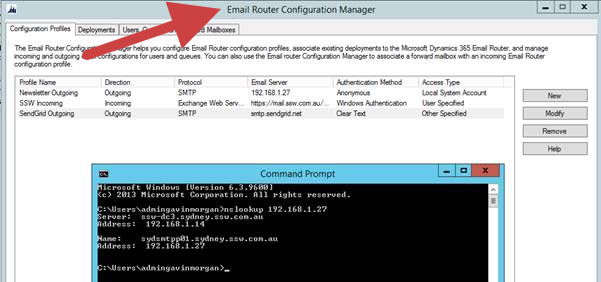 Email Router Configuration Manager
Configuration Profiles Deployments Users, Mailboxes
The Email Router Configuration Manager helps you configure Email Router configuration profiles, associate existing deployments to the Microsoft Dynamics 365 Email Router, and manage
incoming and outgoing configurations for users and queues. You can also use the Email router Configuration Manager to associate a forward mailbox with an incoming Email Router
configuration profile.
Profile Name Direction Protocol Email Server Authentication Method Access Type
Newsletter Outgoing Outgoing SMTP 192.168.1.27 Anonymous Local System Account
SSW Incoming Incoming Exchange Web Serv... https://mail.ssw.com.au/... Windows Authentication User Specified
SendGrid Outgoing Outgoing SMTP smtp.sendgrid.net Clear Text Other Specified
New
Modify
Remove
Help
Command Prompt
Microsoft Windows [Version 6.3.9600]
(c) 2013 Microsoft Corporation. All rights reserved.
C:\Users\admingavinmorgan>nslookup 192.168.1.27
Server: ssw-dc3.sydney.ssw.com.au
Address: 192.168.1.14
Name: sydsmtpp01.sydney.ssw.com.au
Address: 192.168.1.27
C:\Users\admingavinmorgan>_